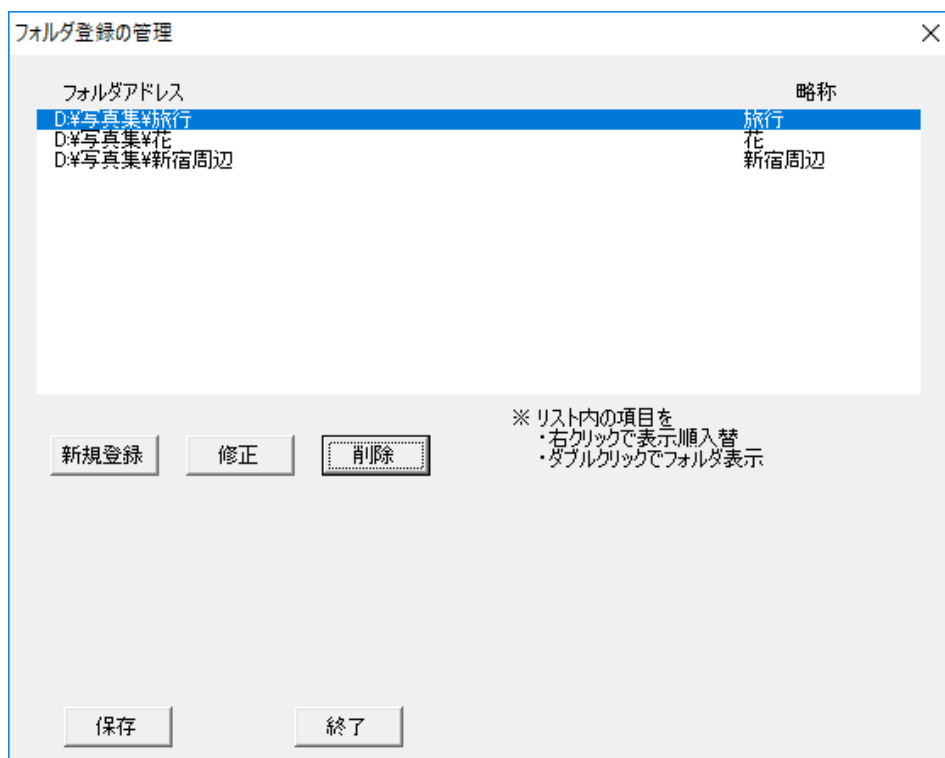 フォルダ登録の管理
フォルダアドレス 略称
D:¥写真集¥旅行 旅行
D:¥写真集¥花 花
D:¥写真集¥新宿周辺 新宿周辺
※ リスト内の項目を
・右クリックで表示順入替
・ダブルクリックでフォルダ表示
新規登録 修正 削除
保存 終了